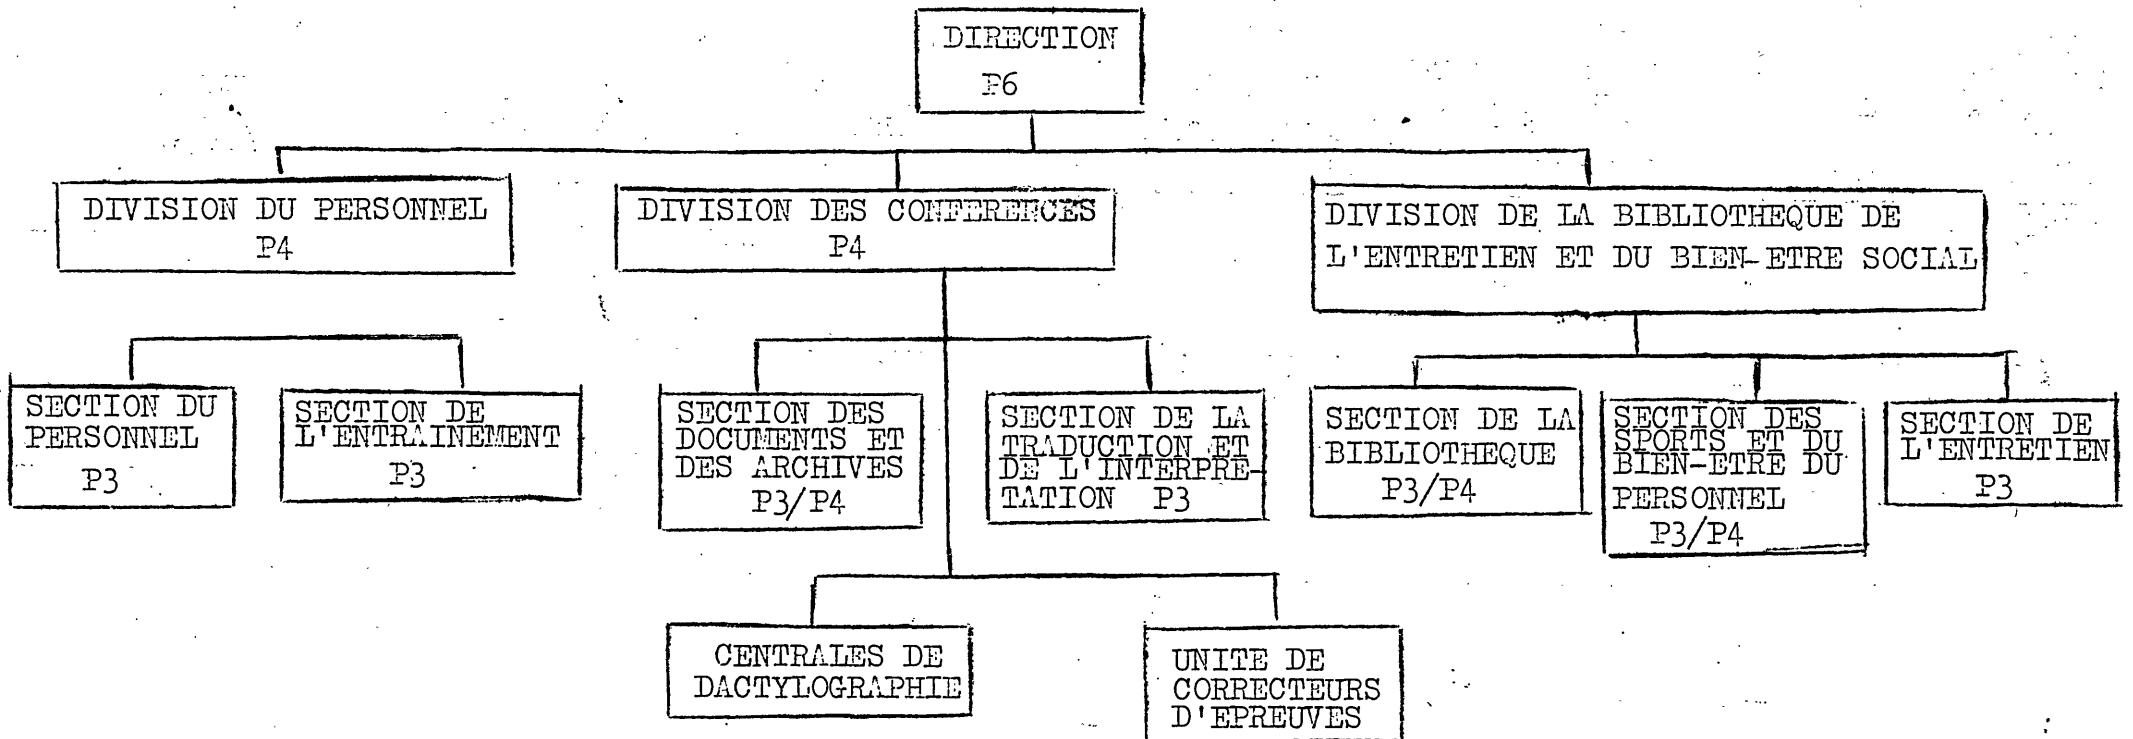 DIRECTION
P6
DIVISION DU PERSONNEL
P4
DIVISION DES CONFERENCES
P4
DIVISION DE LA BIBLIOTHEQUE DE
L'ENTRETIEN ET DU BIEN-ETRE SOCIAL
SECTION DU
PERSONNEL
P3
SECTION DE
L'ENTRAINEMENT
P3
SECTION DES
DOCUMENTS ET
DES ARCHIVES
P3/P4
SECTION DE LA
TRADUCTION ET
DE L'INTERPRE-
TATION P3
SECTION DE LA
BIBLIOTHEQUE
P3/P4
SECTION DES
SPORTS ET DU
BIEN-ETRE DU
PERSONNEL
P3/P4
SECTION DE
L'ENTRETIEN
P3
CENTRALES DE
DACTYLOGRAPHIE
UNITE DE
CORRECTEURS
D'EPREUVES